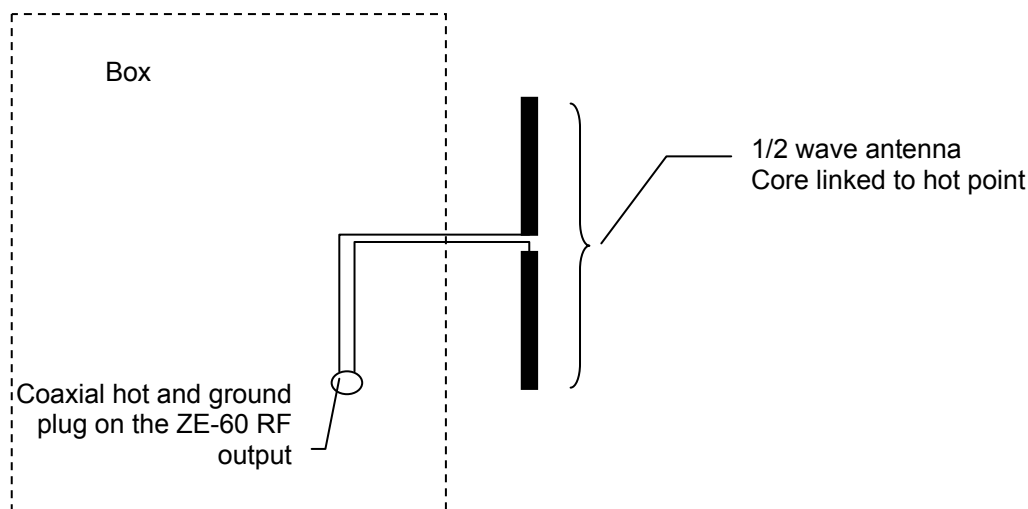 Box
1/2 wave antenna
Core linked to hot point
Coaxial hot and ground
plug on the ZE-60 RF
output